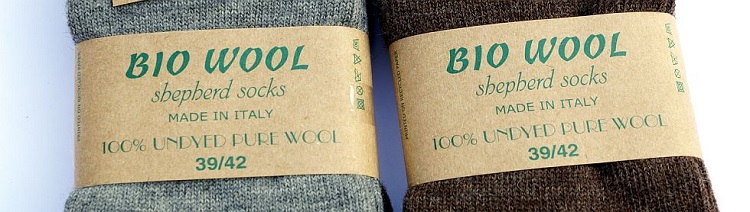 BIO WOOL
shepherd socks
MADE IN ITALY
100% UNDYED PURE WOOL
39/42
BIO WOOL
shepherd socks
MADE IN ITALY
100% UNDYED PURE WOOL
39/42